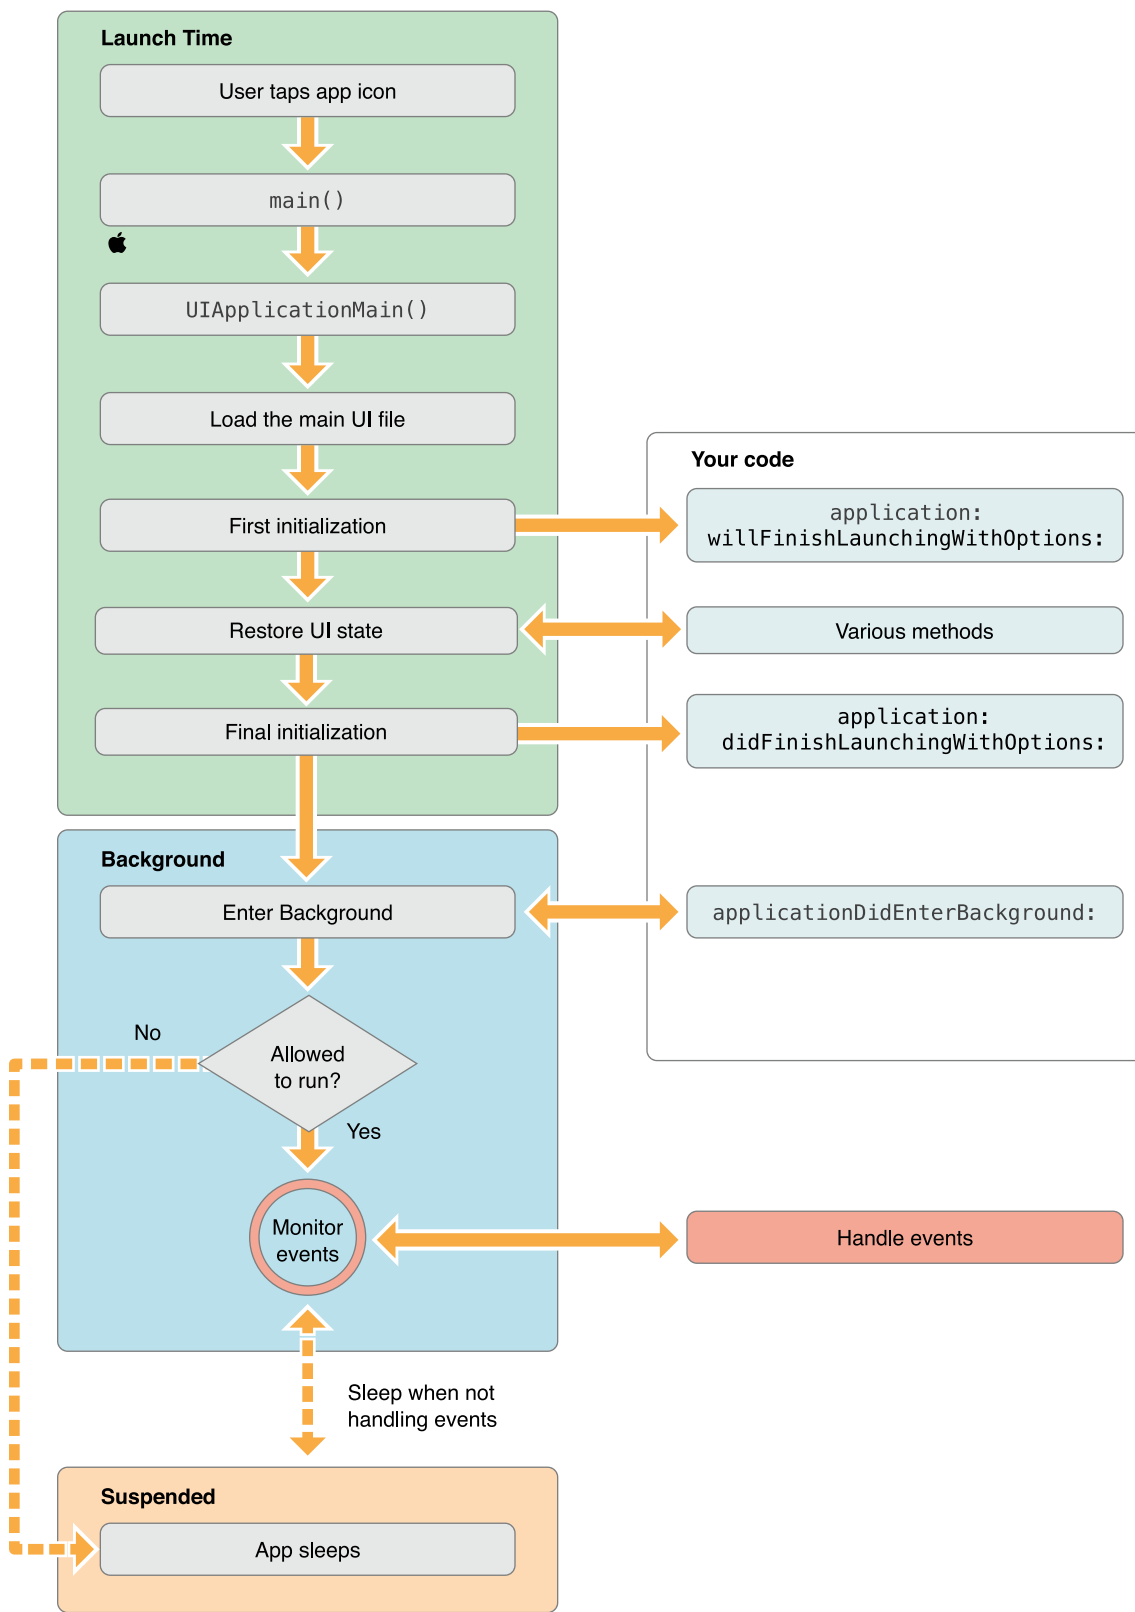 Launch Time
User taps app icon
main()
UIApplicationMain()
Load the main UI file
Your code
First initialization
application:
willFinishLaunchingWithOptions:
Restore UI state
Various methods
Final initialization
application:
didFinishLaunchingWithOptions:
Background
Enter Background
applicationDidEnterBackground:
No
Allowed
to run?
Yes
Monitor
events
Handle events
Sleep when not
handling events
Suspended
App sleeps